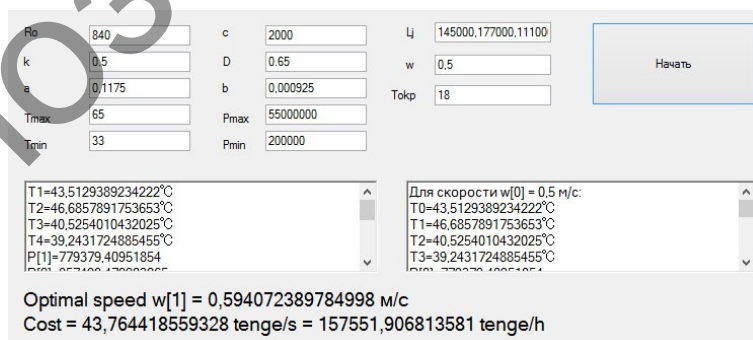 Ro 840 c 2000 Lj 145000,177000,11100
k 0.5 D 0.65 w 0,5 Начать
a 0,1175 b 0,000925 Tokp 18
Tmax 65 Pmax 55000000
Tmin 33 Pmin 200000
T1=43,5129389234222℃
T2=46,6857891753653℃
T3=40,5254010432025℃
T4=39,2431724885455℃
P[1]=779379,40951854
Для скорости w[0] = 0,5 м/с:
T0=43,5129389234222℃
T1=46,6857891753653℃
T2=40,5254010432025℃
T3=39,2431724885455℃
Optimal speed w[1] = 0,594072389784998 м/с
Cost = 43,764418559328 tenge/s = 157551,906813581 tenge/h